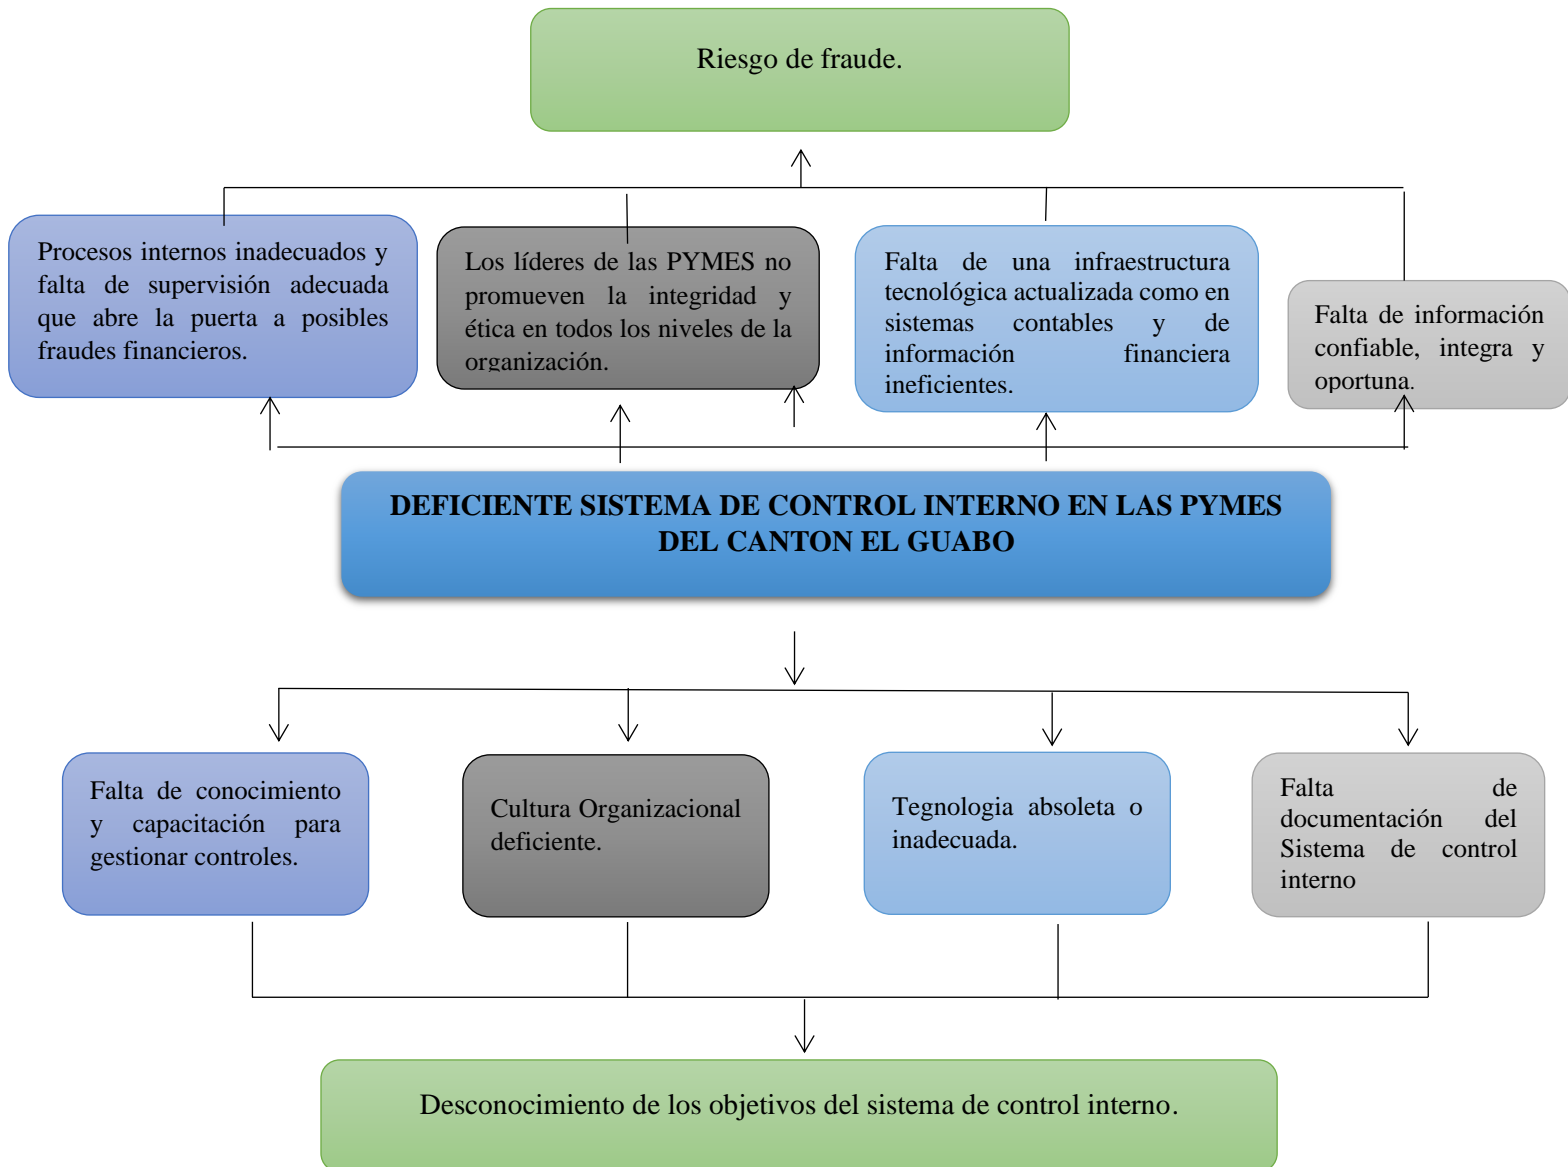 Riesgo de fraude.
Procesos internos inadecuados y
falta de supervisión adecuada
que abre la puerta a posibles
fraudes financieros.
Los líderes de las PYMES no
promueven la integridad y
ética en todos los niveles de la
organización.
Falta de una infraestructura
tecnológica actualizada como en
sistemas contables y de
información financiera
ineficientes.
Falta de información
confiable, integra y
oportuna.
DEFICIENTE SISTEMA DE CONTROL INTERNO EN LAS PYMES
DEL CANTON EL GUABO
Falta de conocimiento
y capacitación para
gestionar controles.
Cultura Organizacional
deficiente.
Tegnologia absoleta o
inadecuada.
Falta de
documentación del
Sistema de control
interno
Desconocimiento de los objetivos del sistema de control interno.